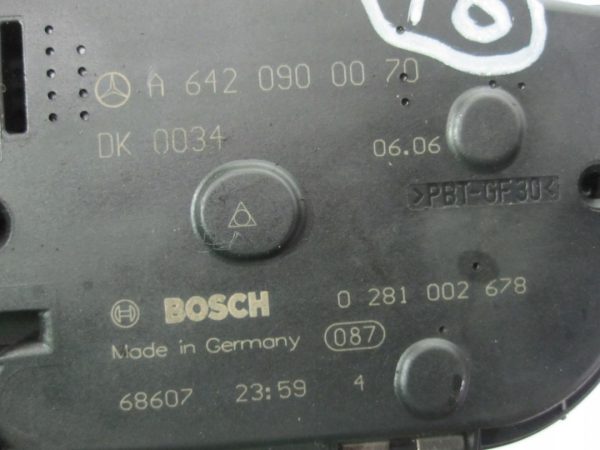 18
A 642 090 00 70
DK 0034
06.06
>PBT-GF30<
BOSCH
0 281 002 678
Made in Germany
087
68607 23:59 4